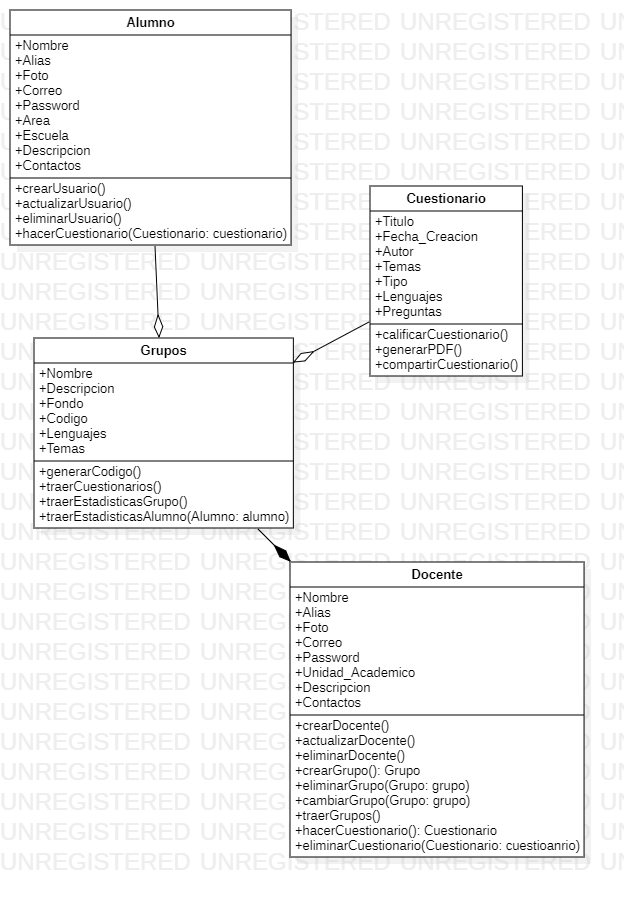 Alumno
+Nombre
+Alias
+Foto
+Correo
+Password
+Area
+Escuela
+Descripcion
+Contactos
+crearUsuario()
+actualizarUsuario()
+eliminarUsuario()
+hacerCuestionario(Cuestionario: cuestionario)
Cuestionario
+Titulo
+Fecha_Creacion
+Autor
+Temas
+Tipo
+Lenguajes
+Preguntas
+calificarCuestionario()
+generarPDF()
+compartirCuestionario()
Grupos
+Nombre
+Descripcion
+Fondo
+Codigo
+Lenguajes
+Temas
+generarCodigo()
+traerCuestionarios()
+traerEstadisticasGrupo()
+traerEstadisticasAlumno(Alumno: alumno)
Docente
+Nombre
+Alias
+Foto
+Correo
+Password
+Unidad_Academico
+Descripcion
+Contactos
+crearDocente()
+actualizarDocente()
+eliminarDocente()
+crearGrupo(): Grupo
+eliminarGrupo(Grupo: grupo)
+cambiarGrupo(Grupo: grupo)
+traerGrupos()
+hacerCuestionario(): Cuestionario
+eliminarCuestionario(Cuestionario: cuestioanrio)
UNREGISTERED